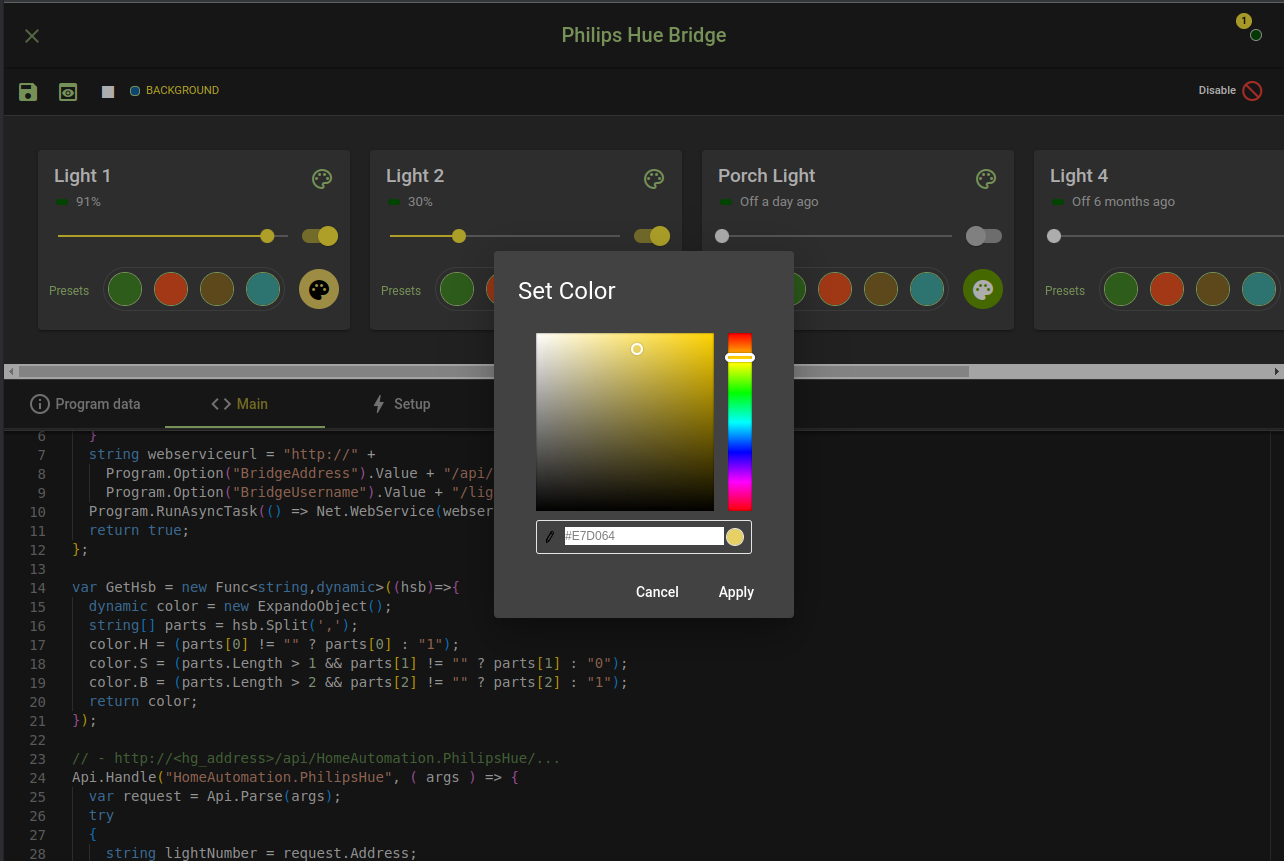 1
Philips Hue Bridge
BACKGROUND
Disable
Light 1
91%
Presets
Light 2
30%
Presets
Porch Light
Off a day ago
Light 4
Off 6 months ago
Presets
Set Color
#E7D064
Cancel
Apply
Program data
<> Main
Setup
6 }
7 string webserviceurl = "http://" +
8 Program.Option("BridgeAddress").Value + "/api/
9 Program.Option("BridgeUsername").Value + "/lig
10 Program.RunAsyncTask(() => Net.WebService(webser
11 return true;
12 };
13
14 var GetHsb = new Func<string,dynamic>((hsb)=>{
15 dynamic color = new ExpandoObject();
16 string[] parts = hsb.Split(',');
17 color.H = (parts[0] != "" ? parts[0] : "1");
18 color.S = (parts.Length > 1 && parts[1] != "" ? parts[1] : "0");
19 color.B = (parts.Length > 2 && parts[2] != "" ? parts[2] : "1");
20 return color;
21 });
22
23 // - http://<hg_address>/api/HomeAutomation.PhilipsHue/...
24 Api.Handle("HomeAutomation.PhilipsHue", ( args ) => {
25 var request = Api.Parse(args);
26 try
27 {
28 string lightNumber = request.Address;